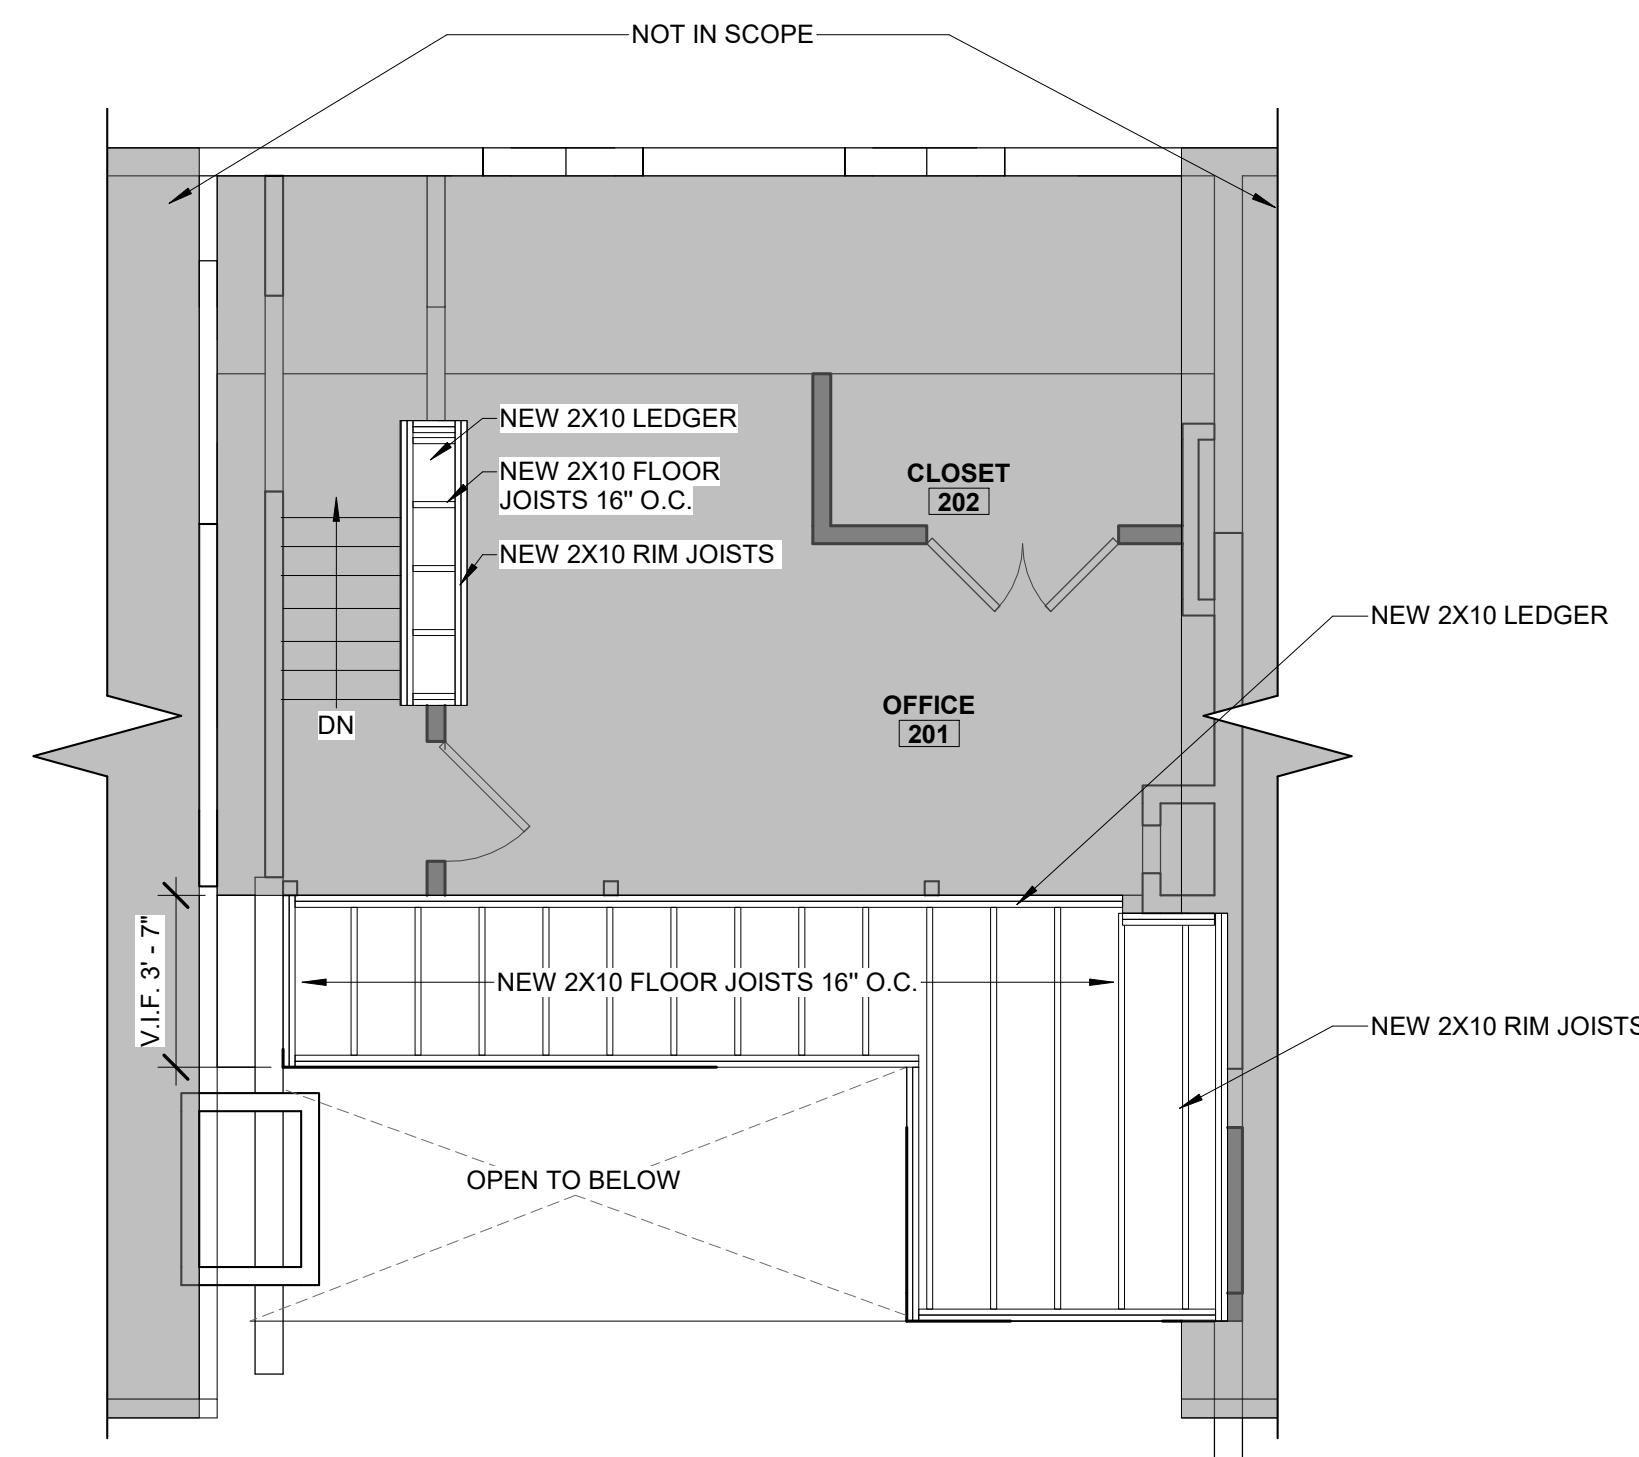 NOT IN SCOPE
NEW 2X10 LEDGER
NEW 2X10 FLOOR
JOISTS 16" O.C.
NEW 2X10 RIM JOISTS
CLOSET
202
NEW 2X10 LEDGER
OFFICE
201
DN
V.I.F. 3' - 7"
NEW 2X10 FLOOR JOISTS 16" O.C.
NEW 2X10 RIM JOISTS
OPEN TO BELOW